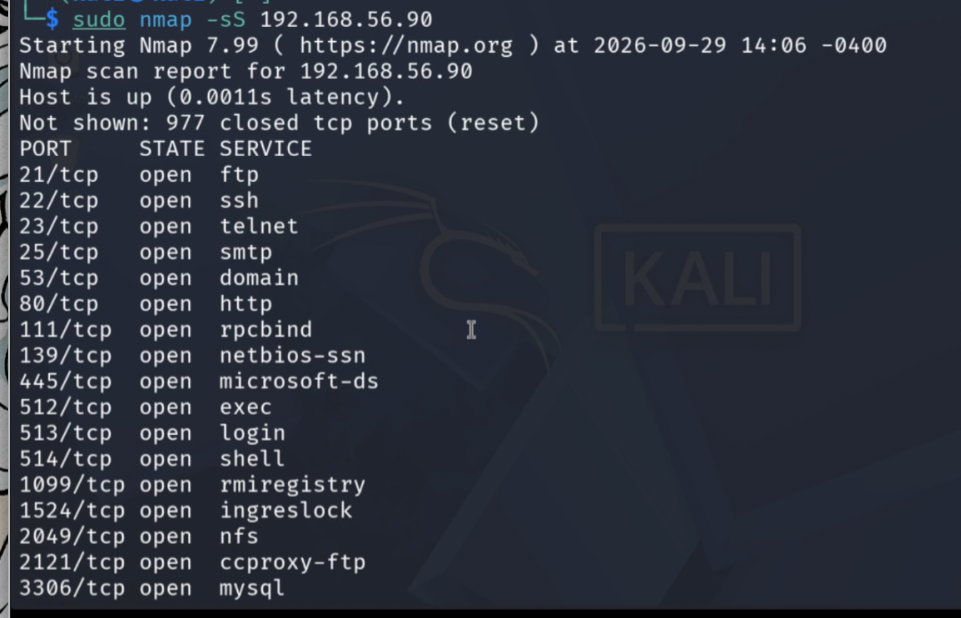 └─$ sudo nmap -sS 192.168.56.90
Starting Nmap 7.99 ( https://nmap.org ) at 2026-09-29 14:06 -0400
Nmap scan report for 192.168.56.90
Host is up (0.0011s latency).
Not shown: 977 closed tcp ports (reset)
PORT     STATE SERVICE
21/tcp   open  ftp
22/tcp   open  ssh
23/tcp   open  telnet
25/tcp   open  smtp
53/tcp   open  domain
80/tcp   open  http
111/tcp  open  rpcbind
139/tcp  open  netbios-ssn
445/tcp  open  microsoft-ds
512/tcp  open  exec
513/tcp  open  login
514/tcp  open  shell
1099/tcp open  rmiregistry
1524/tcp open  ingreslock
2049/tcp open  nfs
2121/tcp open  ccproxy-ftp
3306/tcp open  mysql
KALI